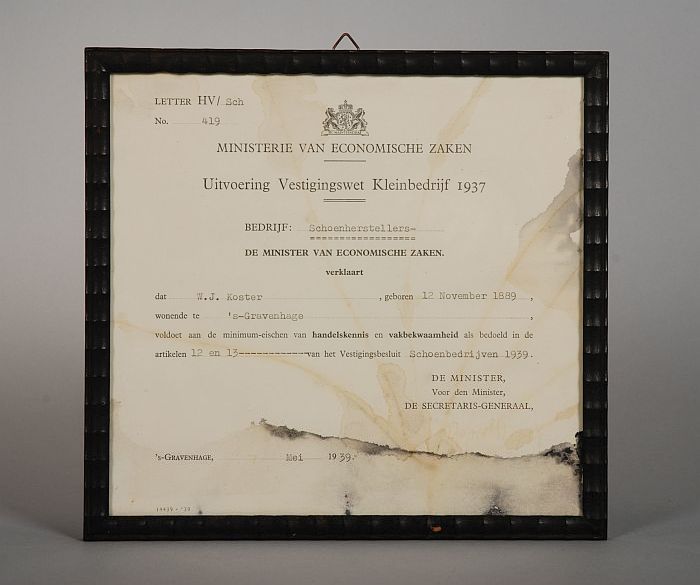 LETTER HV/ Sch
No. 419
MINISTERIE VAN ECONOMISCHE ZAKEN
Uitvoering Vestigingswet Kleinbedrijf 1937
BEDRIJF: Schoenherstellers-
DE MINISTER VAN ECONOMISCHE ZAKEN.
verklaart
dat W.J. Koster, geboren 12 November 1889,
wonende te 's-Gravenhage,
voldoet aan de minimum-eischen van handelskennis en vakbekwaamheid als bedoeld in de
artikelen 12 en 13------------van het Vestigingsbesluit Schoenbedrijven 1939.
DE MINISTER,
Voor den Minister,
DE SECRETARIS-GENERAAL,
's-GRAVENHAGE, Mei 1939.